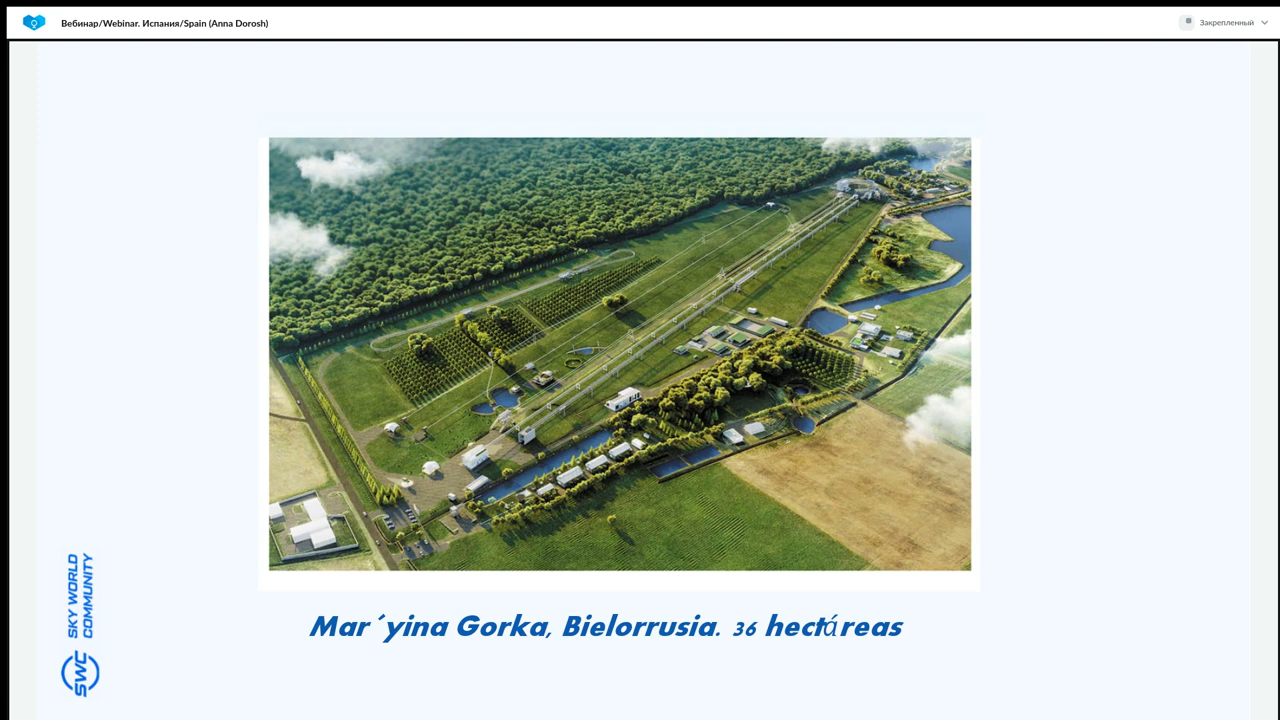 Вебинар/Webinar. Испания/Spain (Anna Dorosh)
Закрепленный
Mar´yina Gorka, Bielorrusia. 36 hectáreas
SKY WORLD
COMMUNITY
SWC